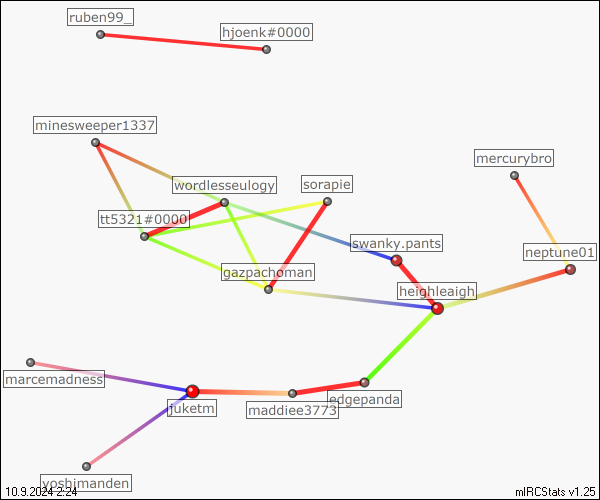 ruben99_
hjoenk#0000
minesweeper1337
mercurybro
wordlesseulogy
sorapie
tt5321#0000
swanky.pants
neptune01
gazpachoman
heighleaigh
marcemadness
edgepanda
juketm
maddiee3773
yoshimanden
10.9.2024 2:24
mIRCStats v1.25